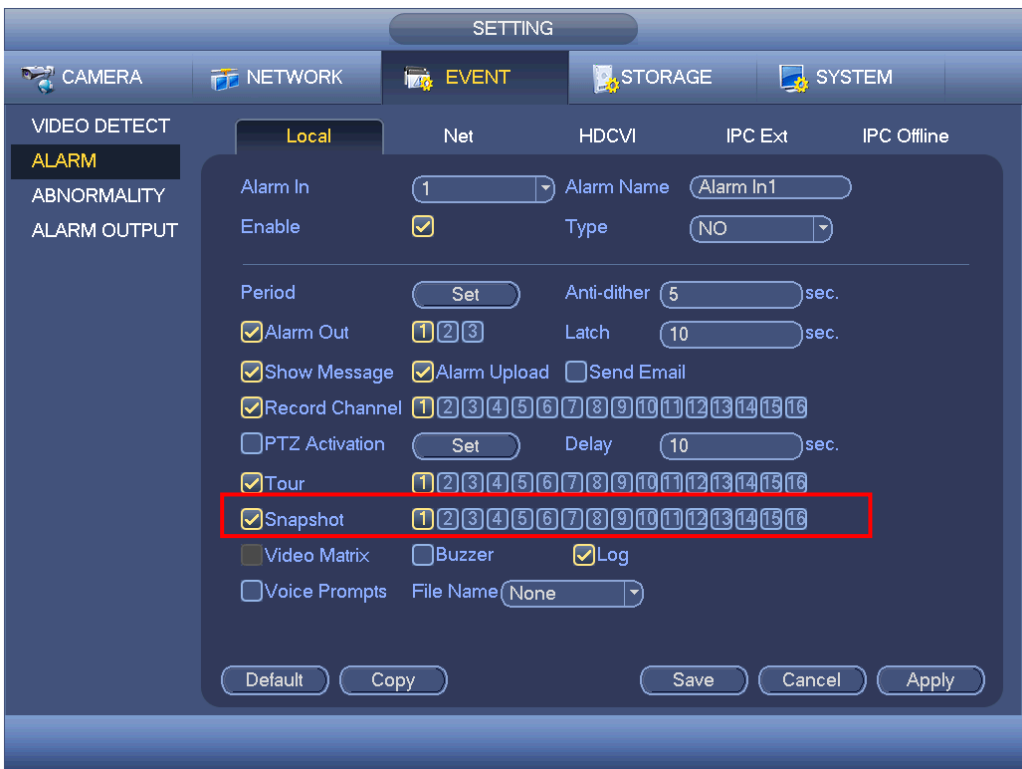 SETTING
CAMERA NETWORK EVENT STORAGE SYSTEM
VIDEO DETECT
ALARM
ABNORMALITY
ALARM OUTPUT
Local Net HDCVI IPC Ext IPC Offline
Alarm In 1 Alarm Name Alarm In1
Enable Type NO
Period Set Anti-dither 5 sec.
Alarm Out 1 2 3 Latch 10 sec.
Show Message Alarm Upload Send Email
Record Channel 1 2 3 4 5 6 7 8 9 10 11 12 13 14 15 16
PTZ Activation Set Delay 10 sec.
Tour 1 2 3 4 5 6 7 8 9 10 11 12 13 14 15 16
Snapshot 1 2 3 4 5 6 7 8 9 10 11 12 13 14 15 16
Video Matrix Buzzer Log
Voice Prompts File Name None
Default Copy Save Cancel Apply